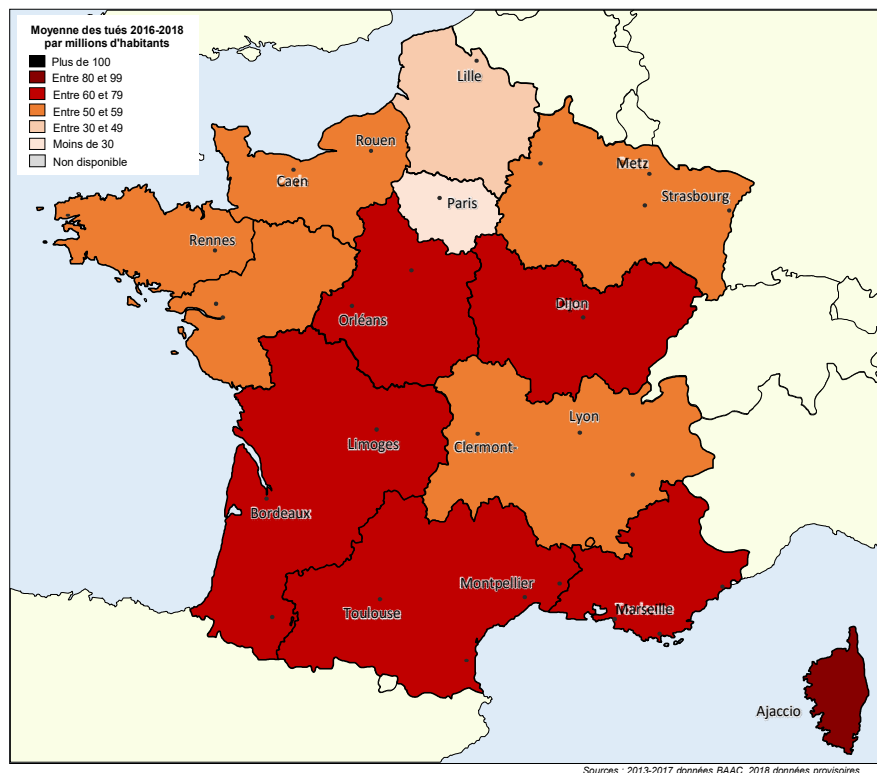 Moyenne des tués 2016-2018
par millions d'habitants
Plus de 100
Entre 80 et 99
Entre 60 et 79
Entre 50 et 59
Entre 30 et 49
Moins de 30
Non disponible
Lille
Rouen
Caen
Metz
Strasbourg
Paris
Rennes
Dijon
Orléans
Lyon
Limoges
Clermont-
Bordeaux
Montpellier
Toulouse
Marseille
Ajaccio
Sources : 2013-2017 données BAAC, 2018 données provisoires